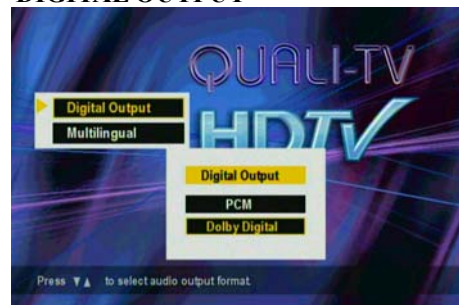 DIGITAL OUTPUT
QUALI-TV
HDTV
Digital Output
Multilingual
Digital Output
PCM
Dolby Digital
Press ▼▲ to select audio output format.